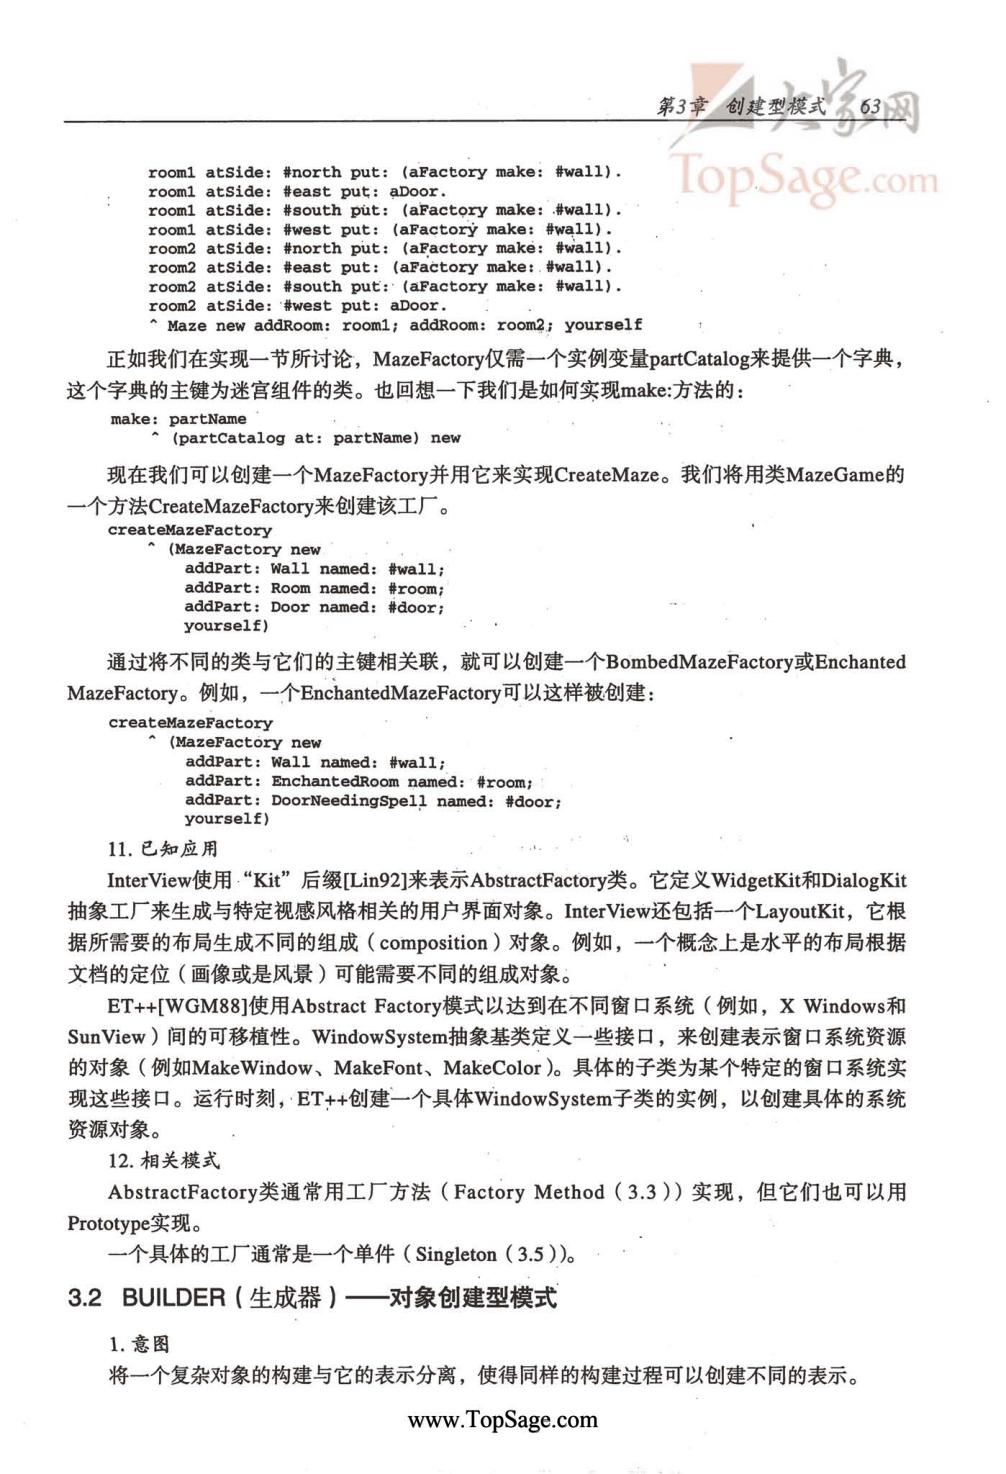 第3章 创建型模式 63
大家网
TopSage.com
room1 atSide: #north put: (aFactory make: #wall).
room1 atSide: #east put: aDoor.
room1 atSide: #south put: (aFactory make: #wall).
room1 atSide: #west put: (aFactory make: #wall).
room2 atSide: #north put: (aFactory make: #wall).
room2 atSide: #east put: (aFactory make: #wall).
room2 atSide: #south put: (aFactory make: #wall).
room2 atSide: #west put: aDoor.
^ Maze new addRoom: room1; addRoom: room2; yourself
正如我们在实现一节所讨论，MazeFactory仅需一个实例变量partCatalog来提供一个字典，
这个字典的主键为迷宫组件的类。也回想一下我们是如何实现make:方法的：
make: partName
^ (partCatalog at: partName) new
现在我们可以创建一个MazeFactory并用它来实现CreateMaze。我们将用类MazeGame的
一个方法CreateMazeFactory来创建该工厂。
createMazeFactory
^ (MazeFactory new
addPart: Wall named: #wall;
addPart: Room named: #room;
addPart: Door named: #door;
yourself)
通过将不同的类与它们的主键相关联，就可以创建一个BombedMazeFactory或Enchanted
MazeFactory。例如，一个EnchantedMazeFactory可以这样被创建：
createMazeFactory
^ (MazeFactory new
addPart: Wall named: #wall;
addPart: EnchantedRoom named: #room;
addPart: DoorNeedingSpell named: #door;
yourself)
11. 已知应用
InterView使用“Kit”后缀[Lin92]来表示AbstractFactory类。它定义WidgetKit和DialogKit
抽象工厂来生成与特定视感风格相关的用户界面对象。InterView还包括一个LayoutKit，它根
据所需要的布局生成不同的组成（composition）对象。例如，一个概念上是水平的布局根据
文档的定位（画像或是风景）可能需要不同的组成对象。
ET++[WGM88]使用Abstract Factory模式以达到在不同窗口系统（例如，X Windows和
SunView）间的可移植性。WindowSystem抽象基类定义一些接口，来创建表示窗口系统资源
的对象（例如MakeWindow、MakeFont、MakeColor）。具体的子类为某个特定的窗口系统实
现这些接口。运行时刻，ET++创建一个具体WindowSystem子类的实例，以创建具体的系统
资源对象。
12. 相关模式
AbstractFactory类通常用工厂方法（Factory Method（3.3））实现，但它们也可以用
Prototype实现。
一个具体的工厂通常是一个单件（Singleton（3.5））。
3.2 BUILDER（生成器）——对象创建型模式
1. 意图
将一个复杂对象的构建与它的表示分离，使得同样的构建过程可以创建不同的表示。
www.TopSage.com